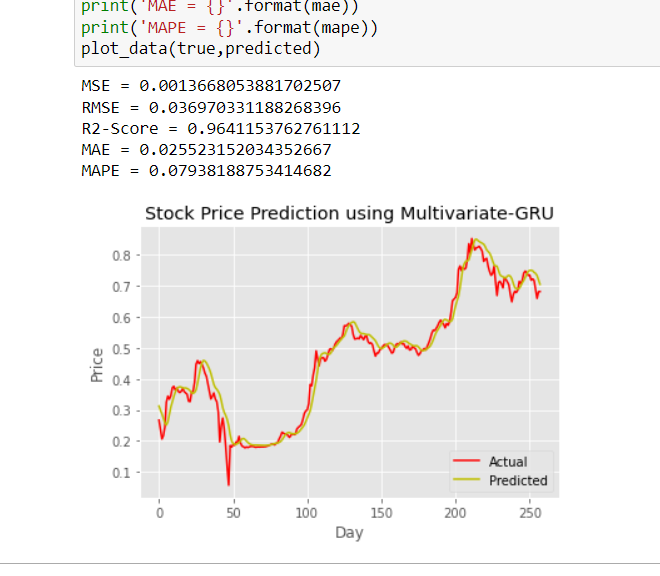 print('MAE = {}'.format(mae))
print('MAPE = {}'.format(mape))
plot_data(true,predicted)
MSE = 0.0013668053881702507
RMSE = 0.036970331188268396
R2-Score = 0.9641153762761112
MAE = 0.025523152034352667
MAPE = 0.07938188753414682
Stock Price Prediction using Multivariate-GRU
0.8
0.7
0.6
0.5
0.4
0.3
0.2
0.1
Price
Actual
Predicted
0 50 100 150 200 250
Day